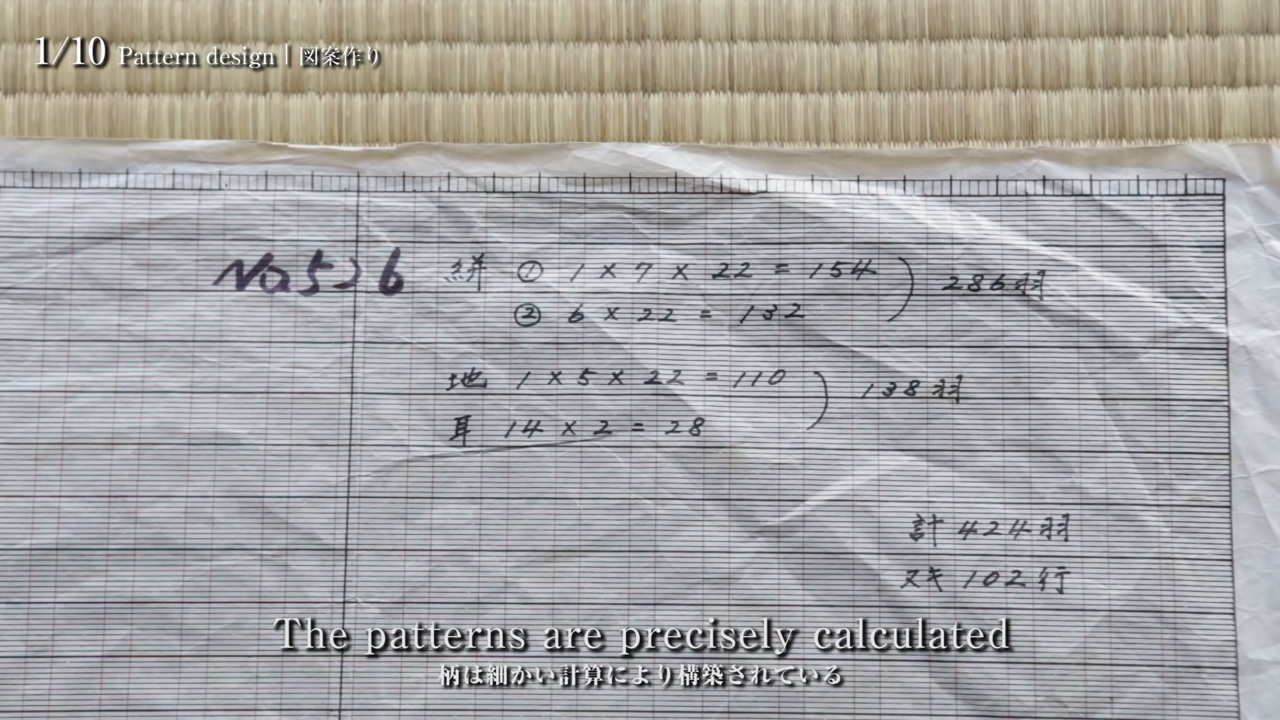 1/10 Pattern design | 図案作り
No526 絣 ① 1 × 7 × 22 = 154 ) 286羽
② 6 × 22 = 132
地 1 × 5 × 22 = 110 ) 138羽
耳 14 × 2 = 28
計 424羽
ヌキ 102行
The patterns are precisely calculated
柄は細かい計算により構築されている